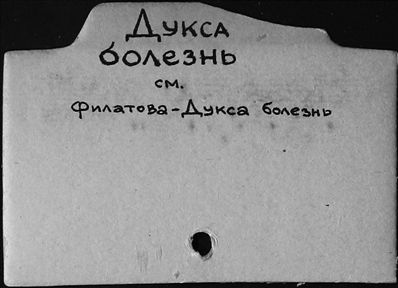 Дукса
болезнь
см.
Филатова-Дукса болезнь